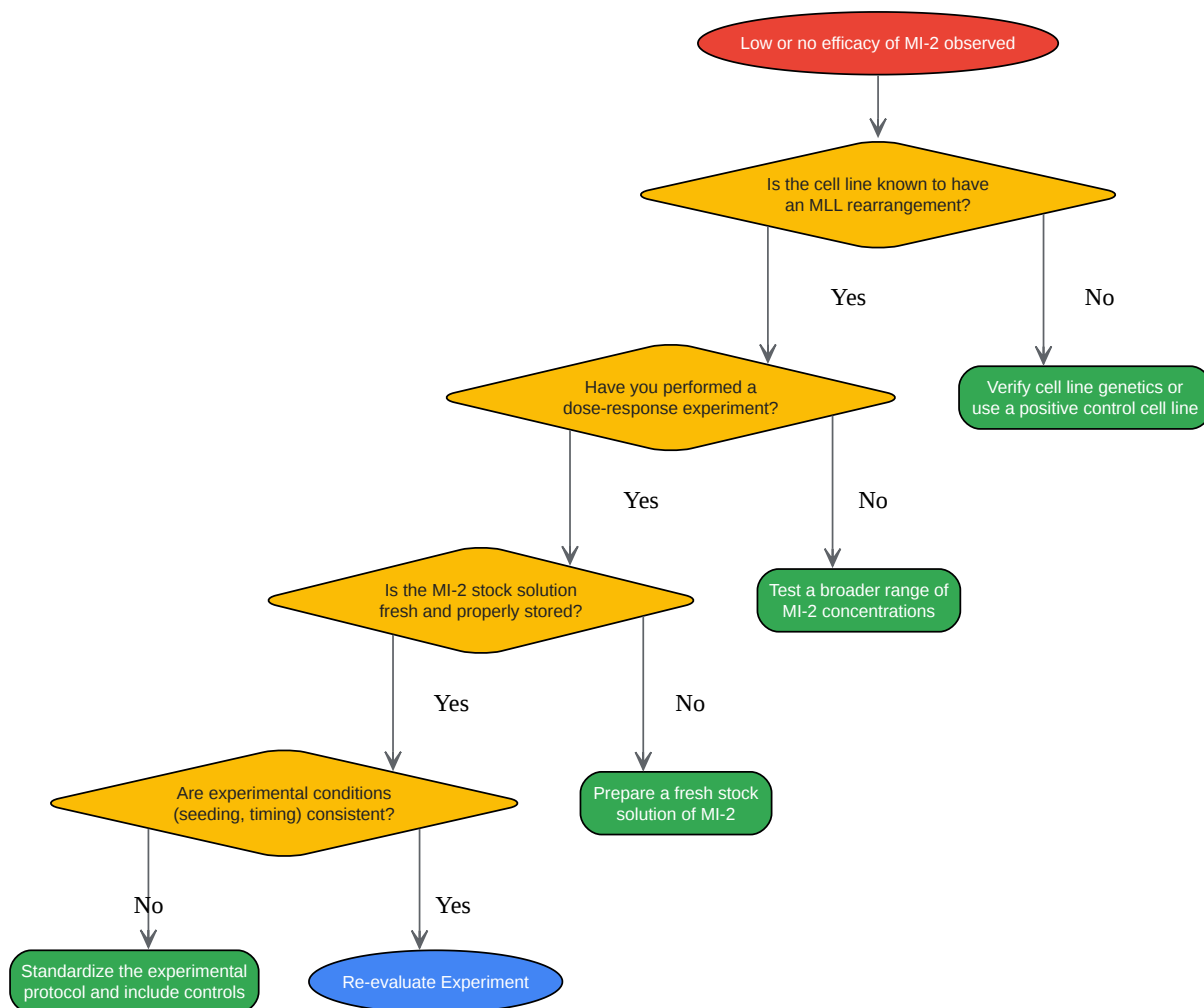 Low or no efficacy of MI-2 observed
Is the cell line known to have
an MLL rearrangement?
Yes
No
Verify cell line genetics or
use a positive control cell line
Have you performed a
dose-response experiment?
Yes
No
Test a broader range of
MI-2 concentrations
Is the MI-2 stock solution
fresh and properly stored?
Yes
No
Prepare a fresh stock
solution of MI-2
Are experimental conditions
(seeding, timing) consistent?
No
Yes
Standardize the experimental
protocol and include controls
Re-evaluate Experiment